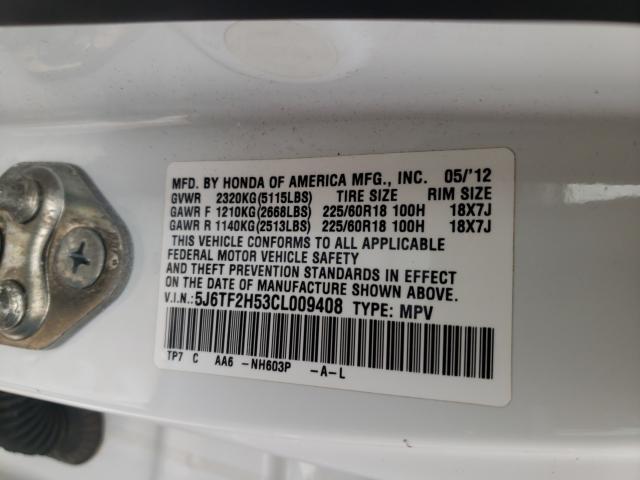 MFD. BY HONDA OF AMERICA MFG., INC. 05/'12
GVWR 2320KG(5115LBS) TIRE SIZE RIM SIZE
GAWR F 1210KG(2668LBS) 225/60R18 100H 18X7J
GAWR R 1140KG(2513LBS) 225/60R18 100H 18X7J
THIS VEHICLE CONFORMS TO ALL APPLICABLE
FEDERAL MOTOR VEHICLE SAFETY
AND THEFT PREVENTION STANDARDS IN EFFECT
ON THE DATE OF MANUFACTURE SHOWN ABOVE.
V.I.N.:5J6TF2H53CL009408 TYPE: MPV
TP7 C AA6 -NH603P -A-L